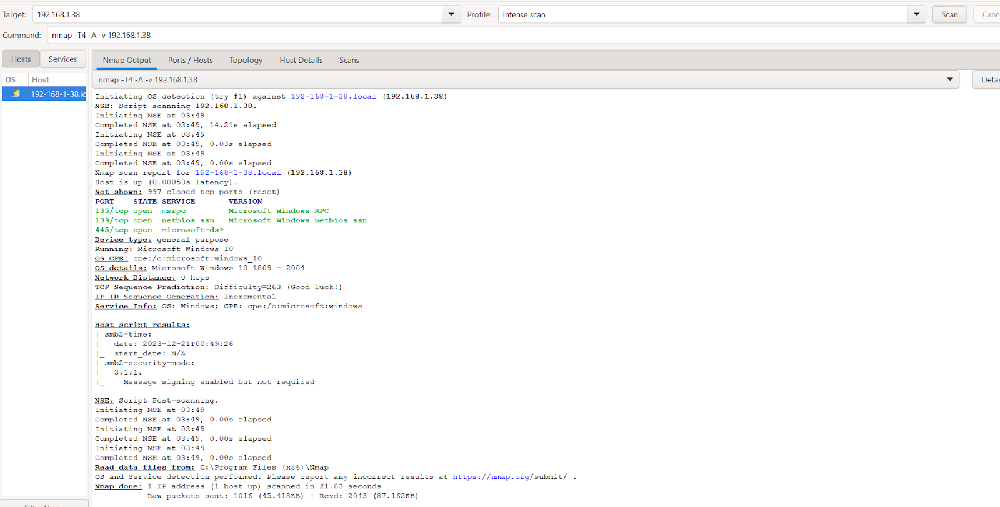 Target: 192.168.1.38 Profile: Intense scan Scan Canc
Command: nmap -T4 -A -v 192.168.1.38
Hosts Services Nmap Output Ports / Hosts Topology Host Details Scans
OS Host
nmap -T4 -A -v 192.168.1.38 Detai
192-168-1-38.lc
Initiating OS detection (try #1) against 192-168-1-38.local (192.168.1.38)
NSE: Script scanning 192.168.1.38.
Initiating NSE at 03:49
Completed NSE at 03:49, 14.21s elapsed
Initiating NSE at 03:49
Completed NSE at 03:49, 0.03s elapsed
Initiating NSE at 03:49
Completed NSE at 03:49, 0.00s elapsed
Nmap scan report for 192-168-1-38.local (192.168.1.38)
Host is up (0.00053s latency).
Not shown: 997 closed tcp ports (reset)
PORT STATE SERVICE VERSION
135/tcp open msrpc Microsoft Windows RPC
139/tcp open netbios-ssn Microsoft Windows netbios-ssn
445/tcp open microsoft-ds?
Device type: general purpose
Running: Microsoft Windows 10
OS CPE: cpe:/o:microsoft:windows_10
OS details: Microsoft Windows 10 1809 - 2004
Network Distance: 0 hops
TCP Sequence Prediction: Difficulty=263 (Good luck!)
IP ID Sequence Generation: Incremental
Service Info: OS: Windows; CPE: cpe:/o:microsoft:windows
Host script results:
| smb2-time:
|   date: 2023-12-21T00:49:26
|_  start_date: N/A
| smb2-security-mode:
|   3:1:1:
|_    Message signing enabled but not required
NSE: Script Post-scanning.
Initiating NSE at 03:49
Completed NSE at 03:49, 0.00s elapsed
Initiating NSE at 03:49
Completed NSE at 03:49, 0.00s elapsed
Initiating NSE at 03:49
Completed NSE at 03:49, 0.00s elapsed
Read data files from: C:\Program Files (x86)\Nmap
OS and Service detection performed. Please report any incorrect results at https://nmap.org/submit/ .
Nmap done: 1 IP address (1 host up) scanned in 21.83 seconds
Raw packets sent: 1016 (45.418KB) | Rcvd: 2043 (87.162KB)